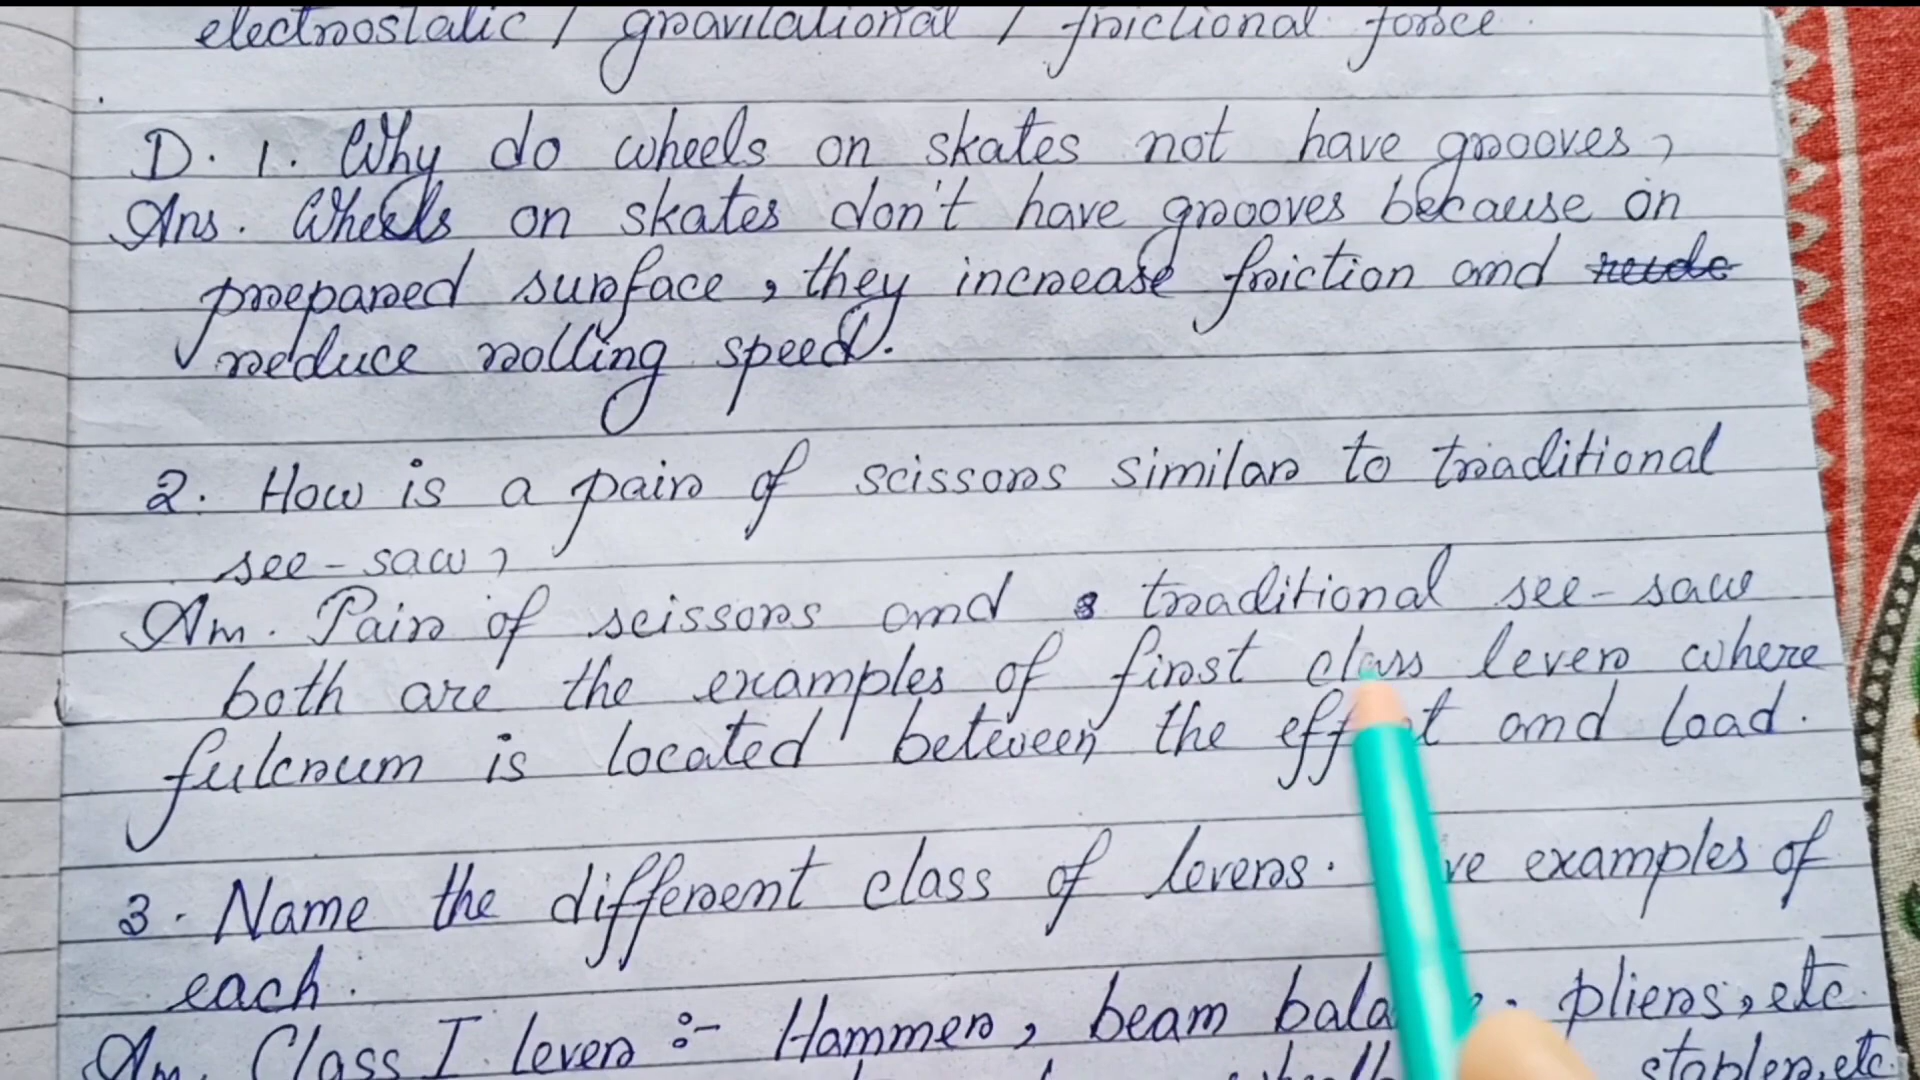 electrostatic / gravitational / frictional force.
D. 1. Why do wheels on skates not have grooves?
Ans. Wheels on skates don't have grooves because on
prepared surface, they increase friction and
reduce rolling speed.
2. How is a pair of scissors similar to traditional
see-saw?
Ans. Pair of scissors and traditional see-saw
both are the examples of first class lever where
fulcrum is located between the effort and load.
3. Name the different class of levers. examples of
each.
Ans. Class I lever :- Hammer, beam pliers, etc.
stapler, etc.